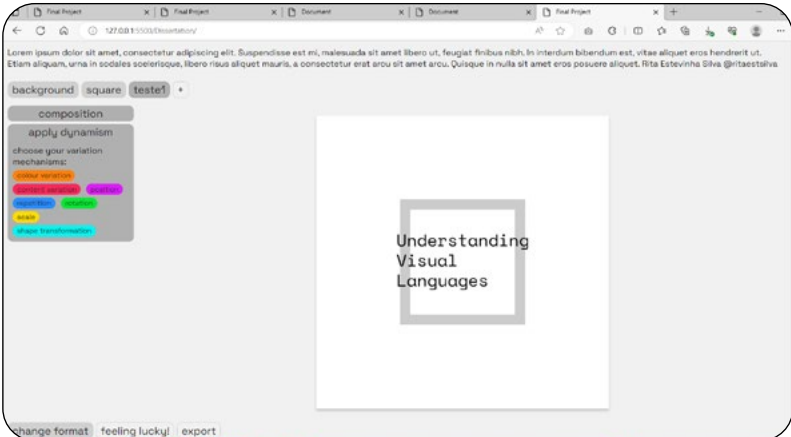 Final Project
Final Project
Document
Document
Final Project
127.0.0.1:5500/Dissertation/
Lorem ipsum dolor sit amet, consectetur adipiscing elit. Suspendisse est mi, malesuada sit amet libero ut, feugiat finibus nibh. In interdum bibendum est, vitae aliquet eros hendrerit ut.
Etiam aliquam, urna in sodales scelerisque, libero risus aliquet mauris, a consectetur erat arcu sit amet arcu. Quisque in nulla sit amet eros posuere aliquet. Rita Estevinha Silva @ritaestsilva
background square teste1 +
composition
apply dynamism
choose your variation
mechanisms:
colour variation
content variation position
repetition rotation
scale
shape transformation
Understanding
Visual
Languages
change format feeling lucky! export